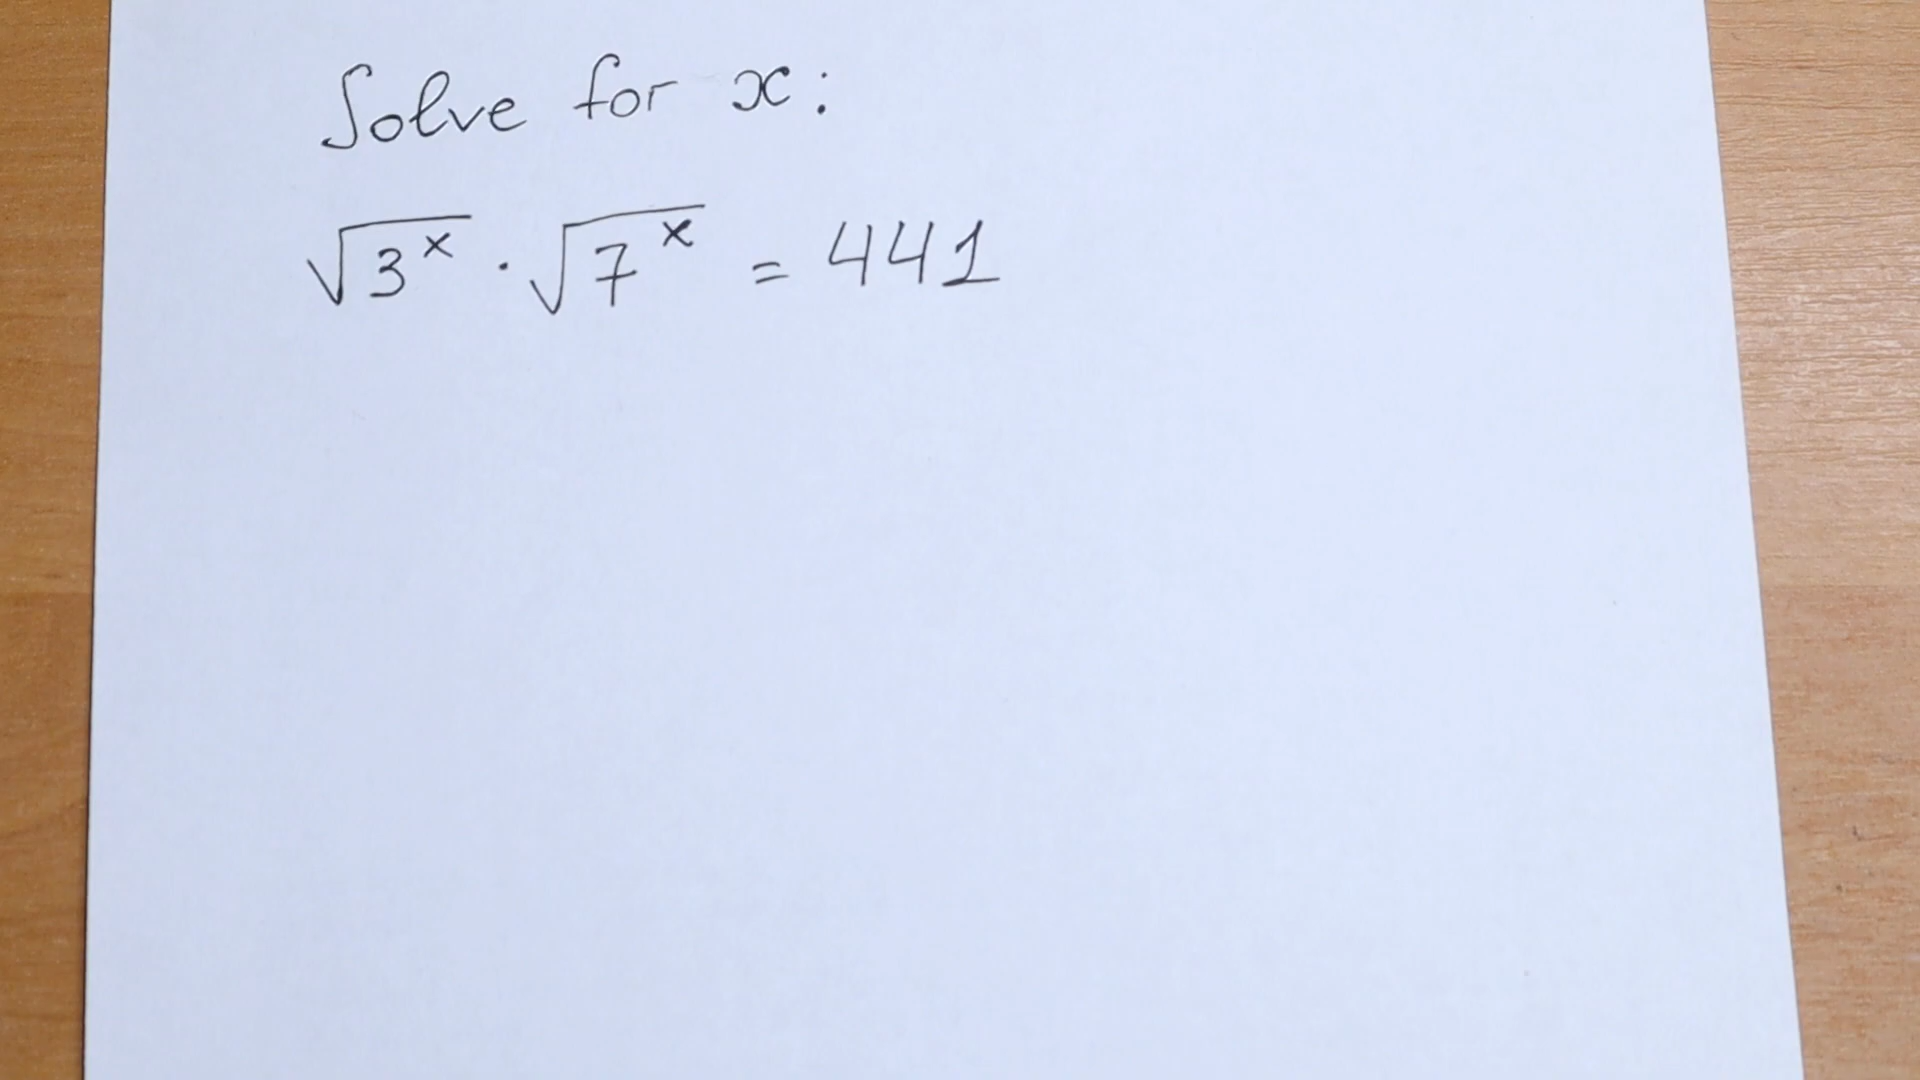 Solve for x:
√3ˣ · √7ˣ = 441